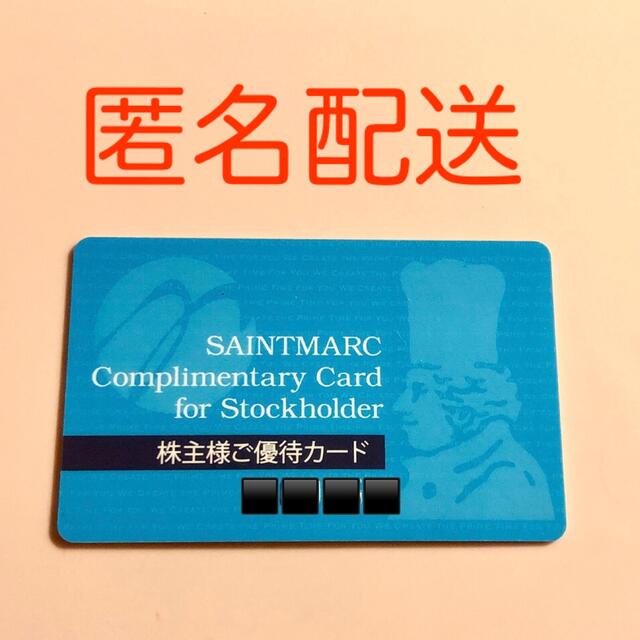 匿名配送
SAINTMARC
Complimentary Card
for Stockholder
株主様ご優待カード